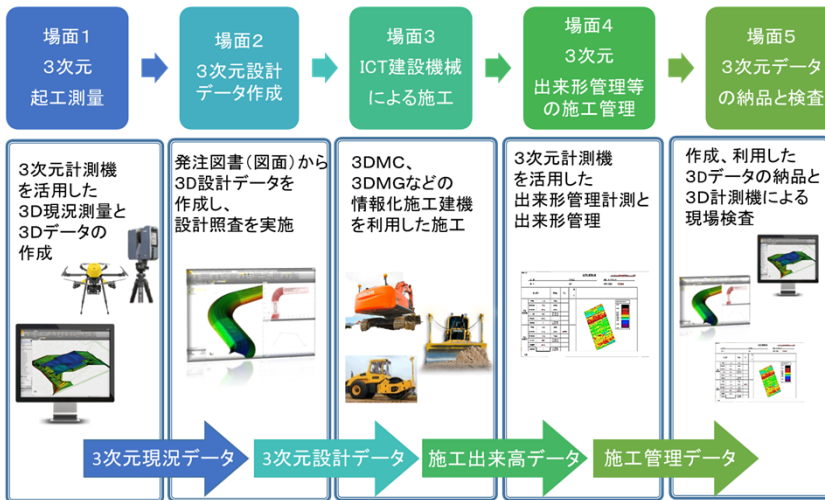 場面1
3次元
起工測量
場面2
3次元設計
データ作成
場面3
ICT建設機械
による施工
場面4
3次元
出来形管理等
の施工管理
場面5
3次元データ
の納品と検査
3次元計測機
を活用した
3D現況測量と
3Dデータの
作成
発注図書(図面)から
3D設計データを
作成し、
設計照査を実施
3DMC、
3DMGなどの
情報化施工建機
を利用した施工
3次元計測機
を活用した
出来形管理計測と
出来形管理
作成、利用した
3Dデータの納品と
3D計測機による
現場検査
3次元現況データ
3次元設計データ
施工出来高データ
施工管理データ